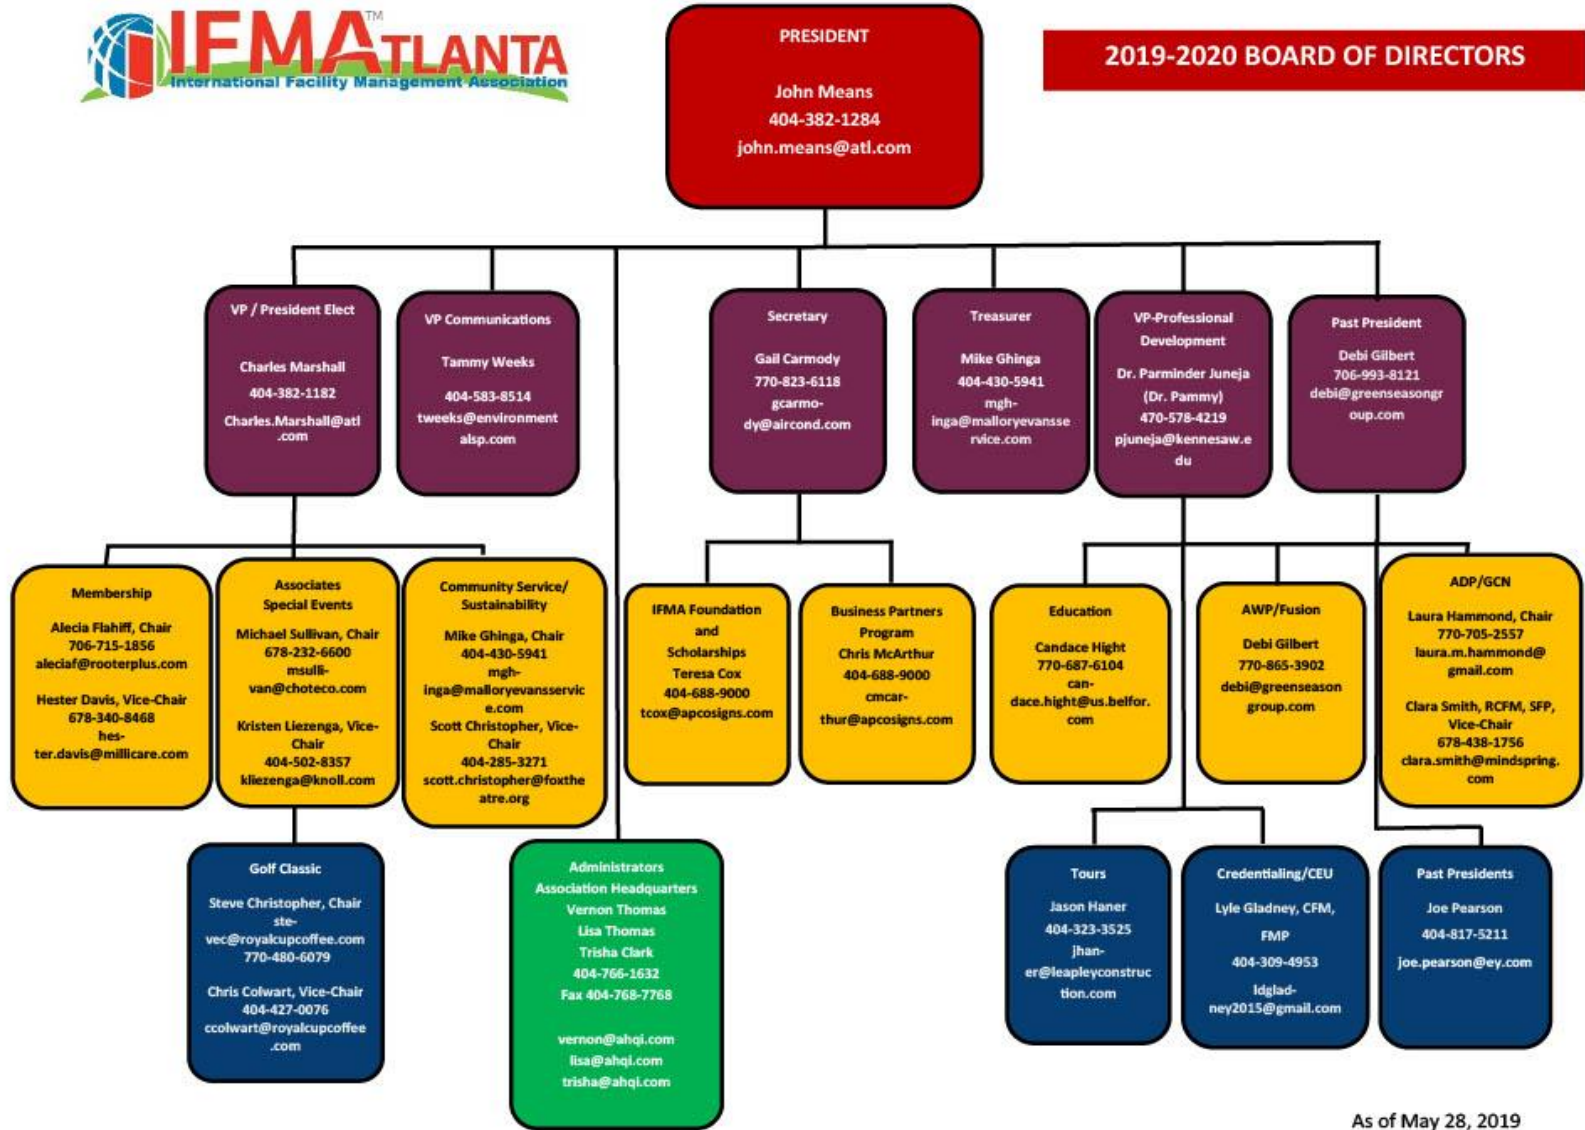 IFMATLANTA
TM
International Facility Management Association
PRESIDENT
John Means
404-382-1284
john.means@atl.com
2019-2020 BOARD OF DIRECTORS
VP / President Elect
Charles Marshall
404-382-1182
Charles.Marshall@atl
.com
VP Communications
Tammy Weeks
404-583-8514
tweeks@environment
alsp.com
Secretary
Gail Carmody
770-823-6118
gcarmo-
dy@aircond.com
Treasurer
Mike Ghinga
404-430-5941
mgh-
inga@malloryevansse
rvice.com
VP-Professional
Development
Dr. Parminder Juneja
(Dr. Pammy)
470-578-4219
pjuneja@kennesaw.e
du
Past President
Debi Gilbert
706-993-8121
debi@greenseasongr
oup.com
Membership
Alecia Flahiff, Chair
706-715-1856
aleciaf@rooterplus.com
Hester Davis, Vice-Chair
678-340-8468
hes-
ter.davis@millicare.com
Associates
Special Events
Michael Sullivan, Chair
678-232-6600
msulli-
van@choteco.com
Kristen Liezenga, Vice-
Chair
404-502-8357
kliezenga@knoll.com
Community Service/
Sustainability
Mike Ghinga, Chair
404-430-5941
mgh-
inga@malloryevansservic
e.com
Scott Christopher, Vice-
Chair
404-285-3271
scott.christopher@foxthe
atre.org
IFMA Foundation
and
Scholarships
Teresa Cox
404-688-9000
tcox@apcosigns.com
Business Partners
Program
Chris McArthur
404-688-9000
cmcar-
thur@apcosigns.com
Education
Candace Hight
770-687-6104
can-
dace.hight@us.belfor.
com
AWP/Fusion
Debi Gilbert
770-865-3902
debi@greenseason
group.com
ADP/GCN
Laura Hammond, Chair
770-705-2557
laura.m.hammond@
gmail.com
Clara Smith, RCFM, SFP,
Vice-Chair
678-438-1756
clara.smith@mindspring.
com
Golf Classic
Steve Christopher, Chair
ste-
vec@royalcupcoffee.com
770-480-6079
Chris Colwart, Vice-Chair
404-427-0076
ccolwart@royalcupcoffee
.com
Administrators
Association Headquarters
Vernon Thomas
Lisa Thomas
Trisha Clark
404-766-1632
Fax 404-768-7768
vernon@ahqi.com
lisa@ahqi.com
trisha@ahqi.com
Tours
Jason Haner
404-323-3525
jhan-
er@leapleyconstruc
tion.com
Credentialing/CEU
Lyle Gladney, CFM,
FMP
404-309-4953
ldglad-
ney2015@gmail.com
Past Presidents
Joe Pearson
404-817-5211
joe.pearson@ey.com
As of May 28, 2019